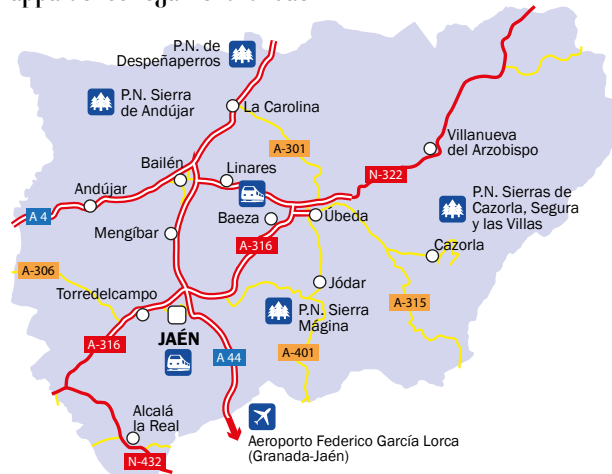 P.N. de
Despeñaperros
P.N. Sierra
de Andújar
La Carolina
A-301
Villanueva
del Arzobispo
Bailén
Linares
N-322
Andújar
P.N. Sierras de
Cazorla, Segura
y las Villas
A 4
Baeza
Úbeda
Mengíbar
A-316
Cazorla
A-306
Jódar
Torredelcampo
A-315
P.N. Sierra
Mágina
JAÉN
A-316
A 44
A-401
Alcalá
la Real
Aeroporto Federico García Lorca
(Granada-Jaén)
N-432